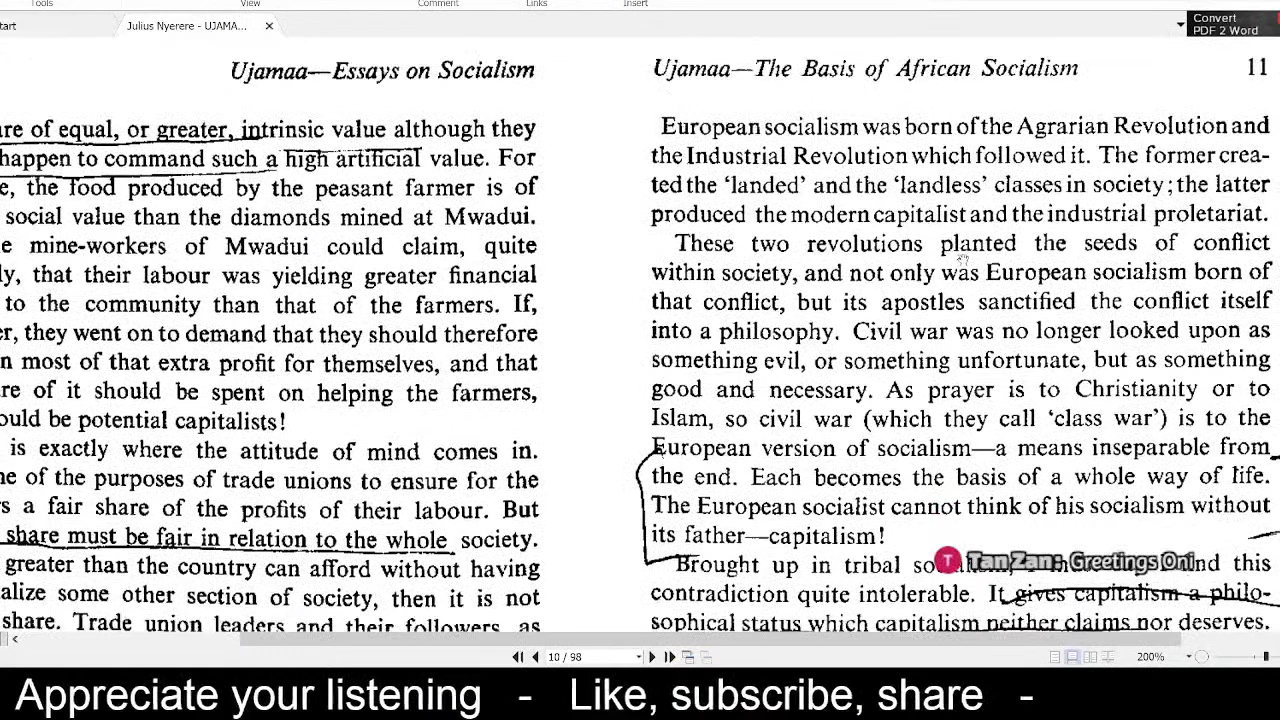 Tools View Comment Links Insert
tart Julius Nyerere - UJAMA... ×
Convert
PDF 2 Word
Ujamaa—Essays on Socialism
are of equal, or greater, intrinsic value although they
happen to command such a high artificial value. For
e, the food produced by the peasant farmer is of
social value than the diamonds mined at Mwadui.
e mine-workers of Mwadui could claim, quite
ly, that their labour was yielding greater financial
to the community than that of the farmers. If,
er, they went on to demand that they should therefore
n most of that extra profit for themselves, and that
re of it should be spent on helping the farmers,
ould be potential capitalists!
is exactly where the attitude of mind comes in.
ne of the purposes of trade unions to ensure for the
s a fair share of the profits of their labour. But
share must be fair in relation to the whole society.
greater than the country can afford without having
alize some other section of society, then it is not
share. Trade union leaders and their followers, as
Ujamaa—The Basis of African Socialism 11
European socialism was born of the Agrarian Revolution and
the Industrial Revolution which followed it. The former crea-
ted the ‘landed’ and the ‘landless’ classes in society; the latter
produced the modern capitalist and the industrial proletariat.
These two revolutions planted the seeds of conflict
within society, and not only was European socialism born of
that conflict, but its apostles sanctified the conflict itself
into a philosophy. Civil war was no longer looked upon as
something evil, or something unfortunate, but as something
good and necessary. As prayer is to Christianity or to
Islam, so civil war (which they call ‘class war’) is to the
European version of socialism—a means inseparable from
the end. Each becomes the basis of a whole way of life.
The European socialist cannot think of his socialism without
its father—capitalism!
Brought up in tribal this
T Tan Zan: Greetings Oni
contradiction quite intolerable. It gives capitalism a philo-
sophical status which capitalism neither claims nor deserves.
10 / 98
200%
Appreciate your listening - Like, subscribe, share -